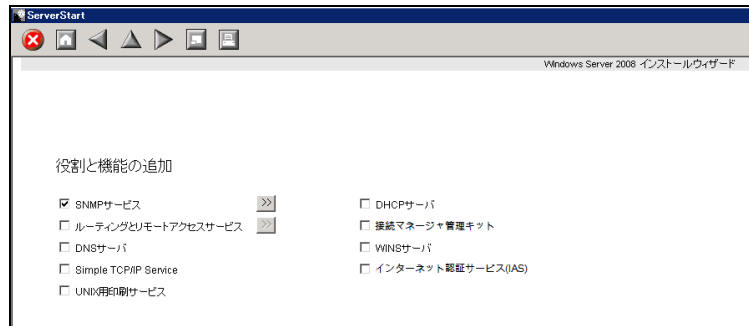 ServerStart
Windows Server 2008 インストールウィザード
役割と機能の追加
SNMPサービス >>
ルーティングとリモートアクセスサービス >>
DNSサーバ
Simple TCP/IP Service
UNIX用印刷サービス
DHCPサーバ
接続マネージャ管理キット
WINSサーバ
インターネット認証サービス(IAS)